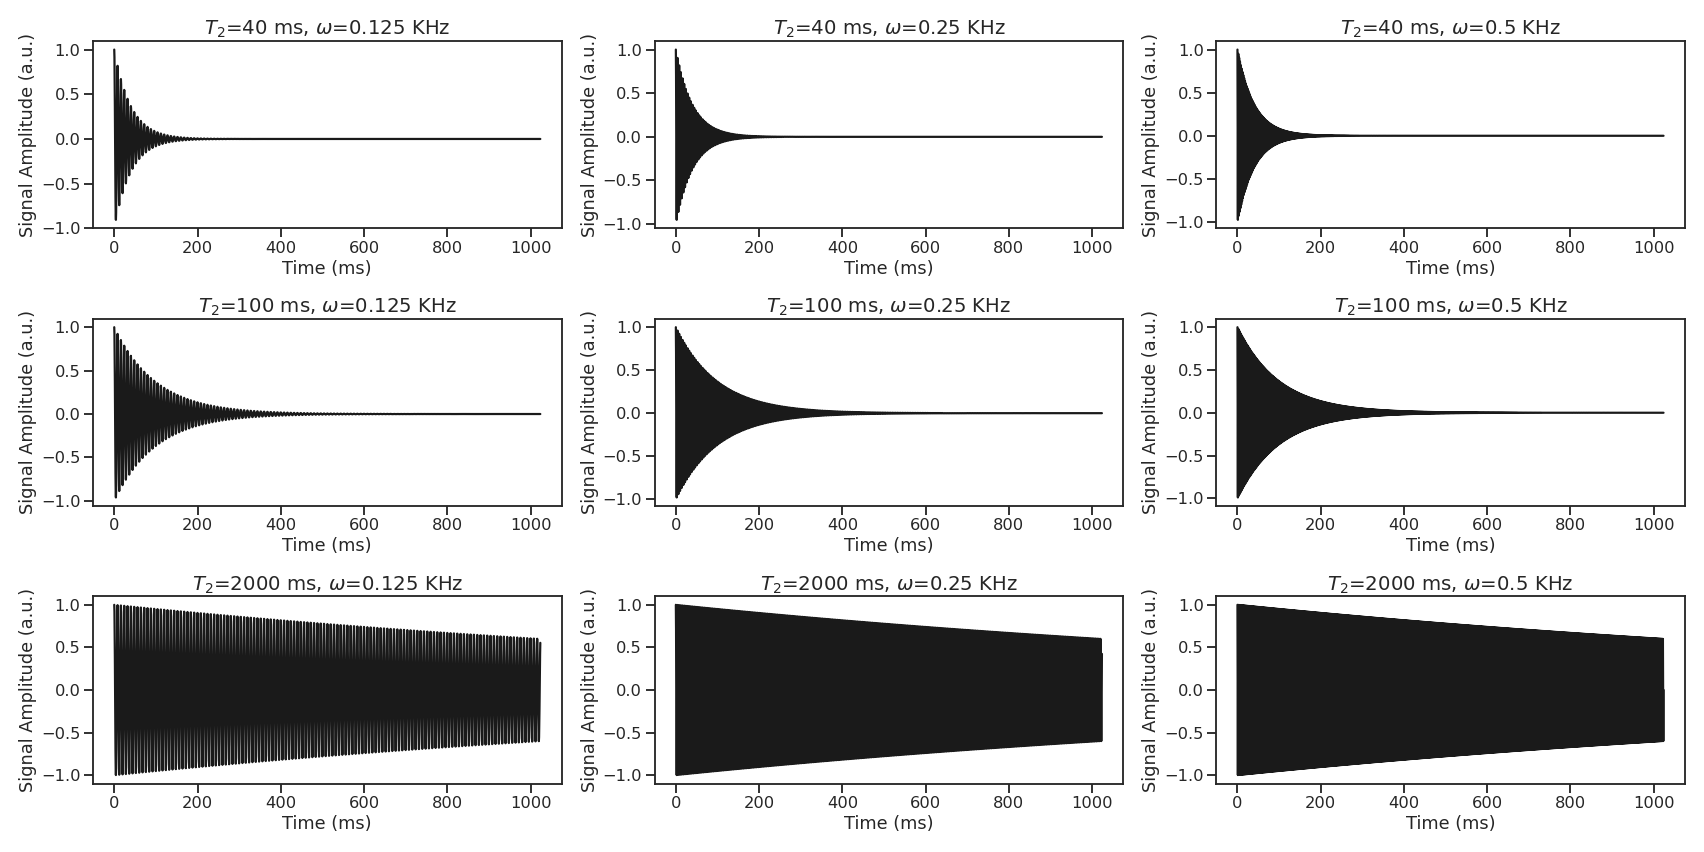 T₂=40 ms, ω=0.125 KHz
Signal Amplitude (a.u.)
1.0
0.5
0.0
−0.5
−1.0
0 200 400 600 800 1000
Time (ms)
T₂=40 ms, ω=0.25 KHz
Signal Amplitude (a.u.)
1.0
0.5
0.0
−0.5
−1.0
0 200 400 600 800 1000
Time (ms)
T₂=40 ms, ω=0.5 KHz
Signal Amplitude (a.u.)
1.0
0.5
0.0
−0.5
−1.0
0 200 400 600 800 1000
Time (ms)
T₂=100 ms, ω=0.125 KHz
Signal Amplitude (a.u.)
1.0
0.5
0.0
−0.5
−1.0
0 200 400 600 800 1000
Time (ms)
T₂=100 ms, ω=0.25 KHz
Signal Amplitude (a.u.)
1.0
0.5
0.0
−0.5
−1.0
0 200 400 600 800 1000
Time (ms)
T₂=100 ms, ω=0.5 KHz
Signal Amplitude (a.u.)
1.0
0.5
0.0
−0.5
−1.0
0 200 400 600 800 1000
Time (ms)
T₂=2000 ms, ω=0.125 KHz
Signal Amplitude (a.u.)
1.0
0.5
0.0
−0.5
−1.0
0 200 400 600 800 1000
Time (ms)
T₂=2000 ms, ω=0.25 KHz
Signal Amplitude (a.u.)
1.0
0.5
0.0
−0.5
−1.0
0 200 400 600 800 1000
Time (ms)
T₂=2000 ms, ω=0.5 KHz
Signal Amplitude (a.u.)
1.0
0.5
0.0
−0.5
−1.0
0 200 400 600 800 1000
Time (ms)